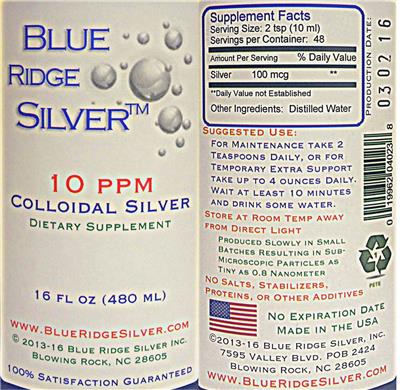 BLUE
RIDGE
SILVER™
10 PPM
COLLOIDAL SILVER
DIETARY SUPPLEMENT
16 FL OZ (480 ML)
WWW.BLUERIDGESILVER.COM
©2013-16 BLUE RIDGE SILVER INC.
BLOWING ROCK, NC 28605
100% SATISFACTION GUARANTEED
Supplement Facts
Serving Size: 2 tsp (10 ml)
Servings per Container: 48
Amount Per Serving % Daily Value
Silver 100 mcg **
**Daily Value not Established
Other Ingredients: Distilled Water
SUGGESTED USE:
FOR MAINTENANCE TAKE 2
TEASPOONS DAILY, OR FOR
TEMPORARY EXTRA SUPPORT
TAKE UP TO 4 OUNCES DAILY.
WAIT AT LEAST 10 MINUTES
AND DRINK SOME WATER.
STORE AT ROOM TEMP AWAY
FROM DIRECT LIGHT
PRODUCED SLOWLY IN SMALL
BATCHES RESULTING IN SUB-
MICROSCOPIC PARTICLES AS
TINY AS 0.8 NANOMETER
NO SALTS, STABILIZERS,
PROTEINS, OR OTHER ADDITIVES
NO EXPIRATION DATE
MADE IN THE USA
©2013-16 BLUE RIDGE SILVER, INC.
7595 VALLEY BLVD. POB 2424
BLOWING ROCK, NC 28605
WWW.BLUERIDGESILVER.COM
PRODUCTION DATE:
030216
0 19962 04023 8
PETE